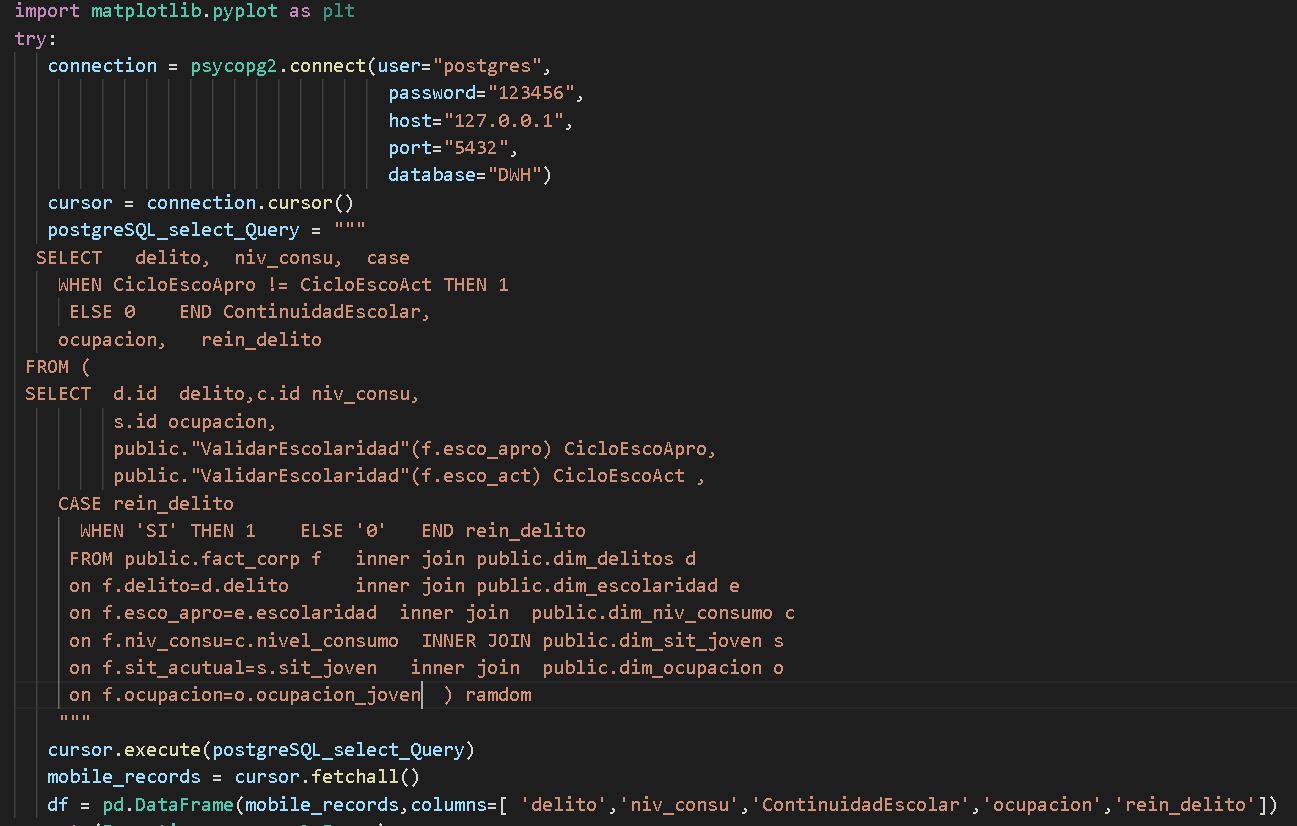 import matplotlib.pyplot as plt
try:
connection = psycopg2.connect(user="postgres",
password="123456",
host="127.0.0.1",
port="5432",
database="DWH")
cursor = connection.cursor()
postgreSQL_select_Query = """
SELECT delito, niv_consu, case
WHEN CicloEscoApro != CicloEscoAct THEN 1
ELSE 0 END ContinuidadEscolar,
ocupacion, rein_delito
FROM (
SELECT d.id delito,c.id niv_consu,
s.id ocupacion,
public."ValidarEscolaridad"(f.esco_apro) CicloEscoApro,
public."ValidarEscolaridad"(f.esco_act) CicloEscoAct ,
CASE rein_delito
WHEN 'SI' THEN 1 ELSE '0' END rein_delito
FROM public.fact_corp f inner join public.dim_delitos d
on f.delito=d.delito inner join public.dim_escolaridad e
on f.esco_apro=e.escolaridad inner join public.dim_niv_consumo c
on f.niv_consu=c.nivel_consumo INNER JOIN public.dim_sit_joven s
on f.sit_acutual=s.sit_joven inner join public.dim_ocupacion o
on f.ocupacion=o.ocupacion_joven ) ramdom
"""
cursor.execute(postgreSQL_select_Query)
mobile_records = cursor.fetchall()
df = pd.DataFrame(mobile_records,columns=[ 'delito','niv_consu','ContinuidadEscolar','ocupacion','rein_delito'])